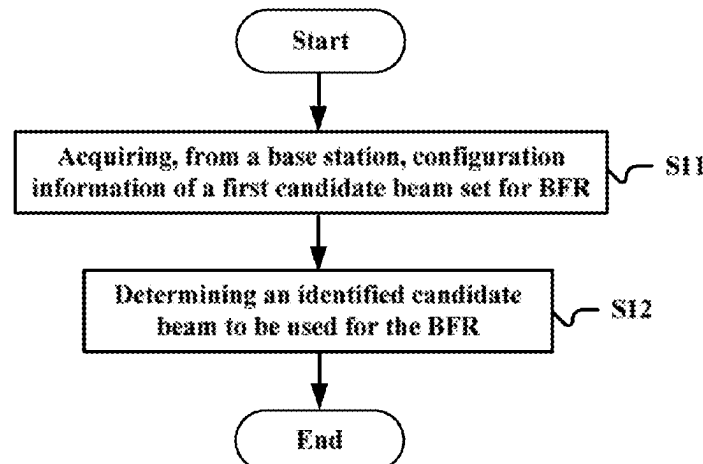 Start
Acquiring, from a base station, configuration
information of a first candidate beam set for BFR
S11
Determining an identified candidate
beam to be used for the BFR
S12
End